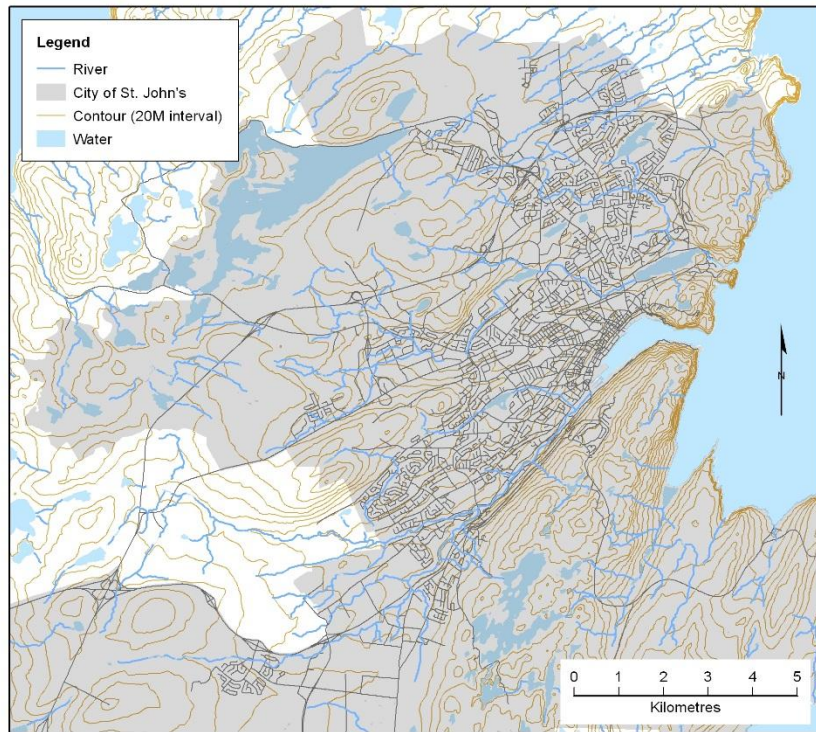 Legend
River
City of St. John's
Contour (20M interval)
Water
N
0 1 2 3 4 5
Kilometres